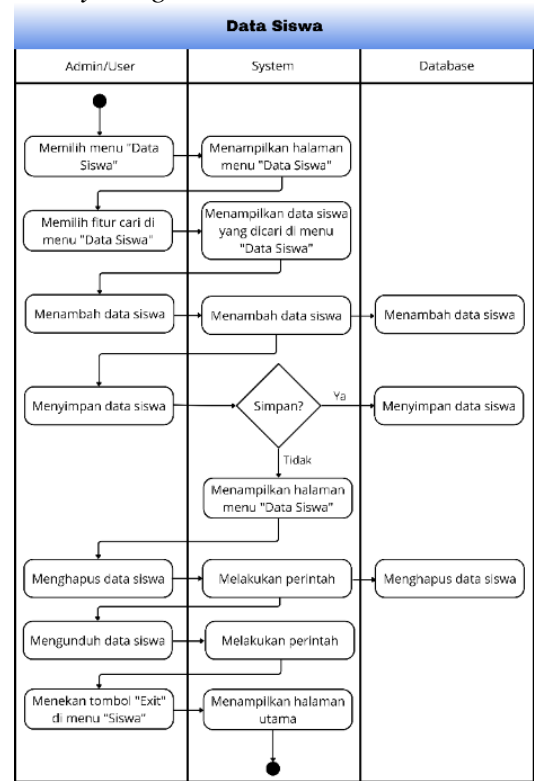 Data Siswa
Admin/User
System
Database
Memilih menu "Data
Siswa"
Menampilkan halaman
menu "Data Siswa"
Memilih fitur cari di
menu "Data Siswa"
Menampilkan data siswa
yang dicari di menu
"Data Siswa"
Menambah data siswa
Menambah data siswa
Menambah data siswa
Menyimpan data siswa
Simpan?
Ya
Menyimpan data siswa
Tidak
Menampilkan halaman
menu "Data Siswa"
Menghapus data siswa
Melakukan perintah
Menghapus data siswa
Mengunduh data siswa
Melakukan perintah
Menekan tombol "Exit"
di menu "Siswa"
Menampilkan halaman
utama